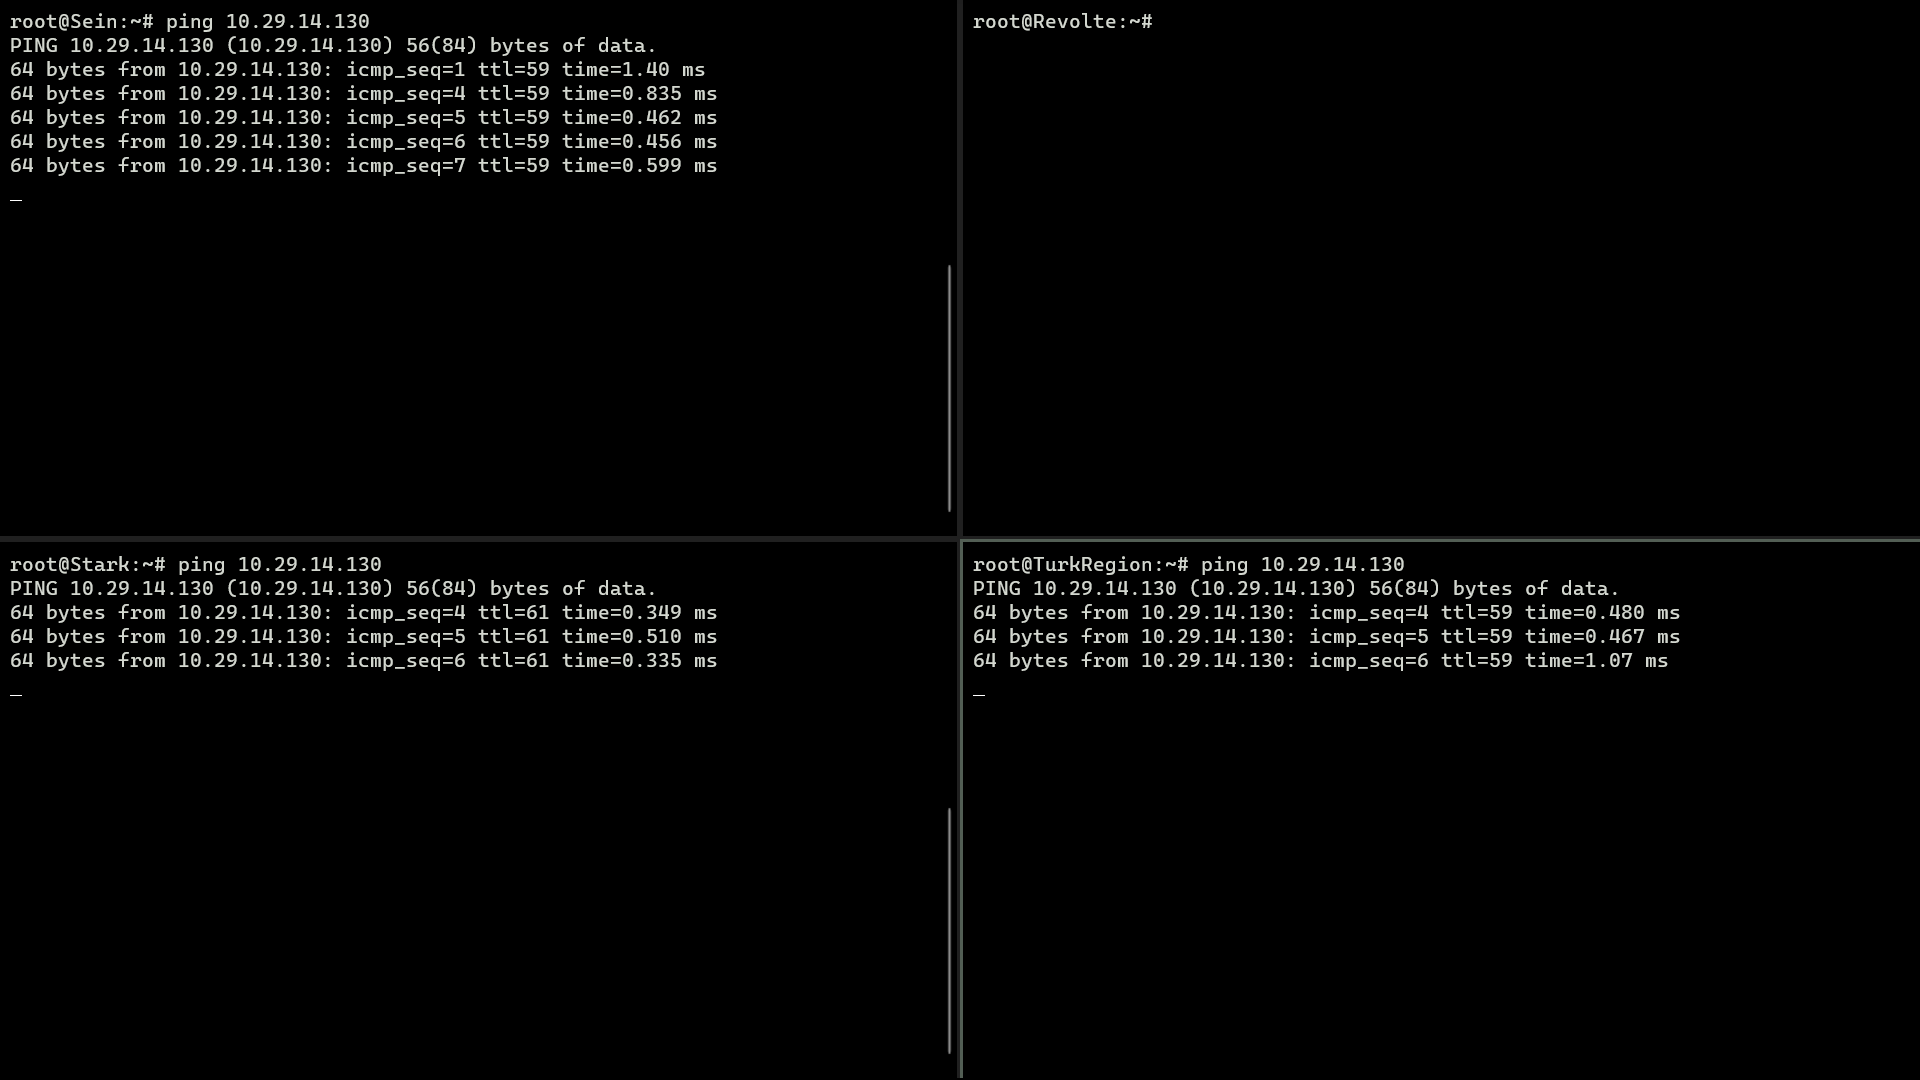 root@Sein:~# ping 10.29.14.130
PING 10.29.14.130 (10.29.14.130) 56(84) bytes of data.
64 bytes from 10.29.14.130: icmp_seq=1 ttl=59 time=1.40 ms
64 bytes from 10.29.14.130: icmp_seq=4 ttl=59 time=0.835 ms
64 bytes from 10.29.14.130: icmp_seq=5 ttl=59 time=0.462 ms
64 bytes from 10.29.14.130: icmp_seq=6 ttl=59 time=0.456 ms
64 bytes from 10.29.14.130: icmp_seq=7 ttl=59 time=0.599 ms
root@Revolte:~#
root@Stark:~# ping 10.29.14.130
PING 10.29.14.130 (10.29.14.130) 56(84) bytes of data.
64 bytes from 10.29.14.130: icmp_seq=4 ttl=61 time=0.349 ms
64 bytes from 10.29.14.130: icmp_seq=5 ttl=61 time=0.510 ms
64 bytes from 10.29.14.130: icmp_seq=6 ttl=61 time=0.335 ms
root@TurkRegion:~# ping 10.29.14.130
PING 10.29.14.130 (10.29.14.130) 56(84) bytes of data.
64 bytes from 10.29.14.130: icmp_seq=4 ttl=59 time=0.480 ms
64 bytes from 10.29.14.130: icmp_seq=5 ttl=59 time=0.467 ms
64 bytes from 10.29.14.130: icmp_seq=6 ttl=59 time=1.07 ms